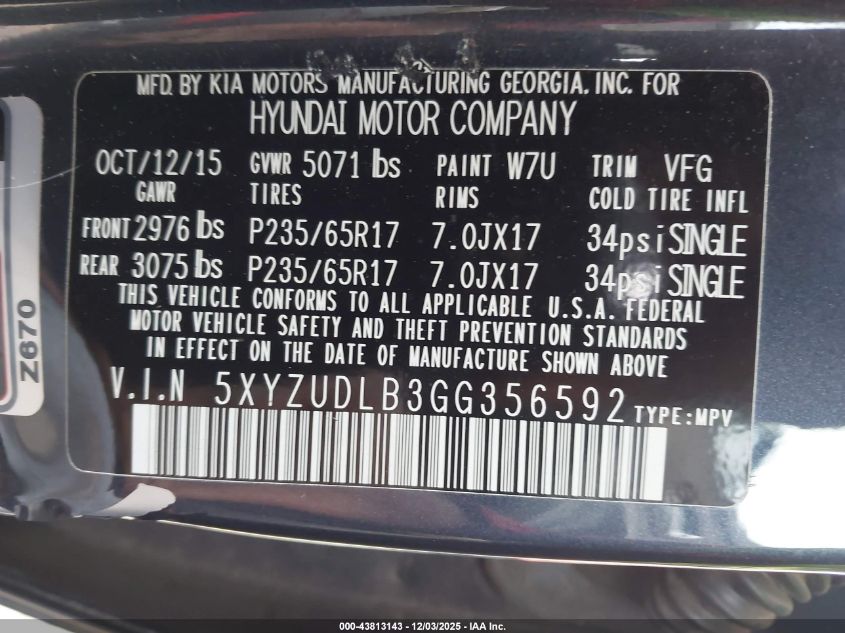 MFD. BY KIA MOTORS MANUFACTURING GEORGIA, INC. FOR
HYUNDAI MOTOR COMPANY
OCT/12/15 GVWR 5071 lbs PAINT W7U TRIM VFG
GAWR TIRES RIMS COLD TIRE INFL
FRONT 2976 lbs P235/65R17 7.0JX17 34psi SINGLE
REAR 3075 lbs P235/65R17 7.0JX17 34psi SINGLE
THIS VEHICLE CONFORMS TO ALL APPLICABLE U.S.A. FEDERAL
MOTOR VEHICLE SAFETY AND THEFT PREVENTION STANDARDS
IN EFFECT ON THE DATE OF MANUFACTURE SHOWN ABOVE
V.I.N 5XYZUDLB3GG356592 TYPE:MPV
Z670
000-43813143 - 12/03/2025 - IAA Inc.